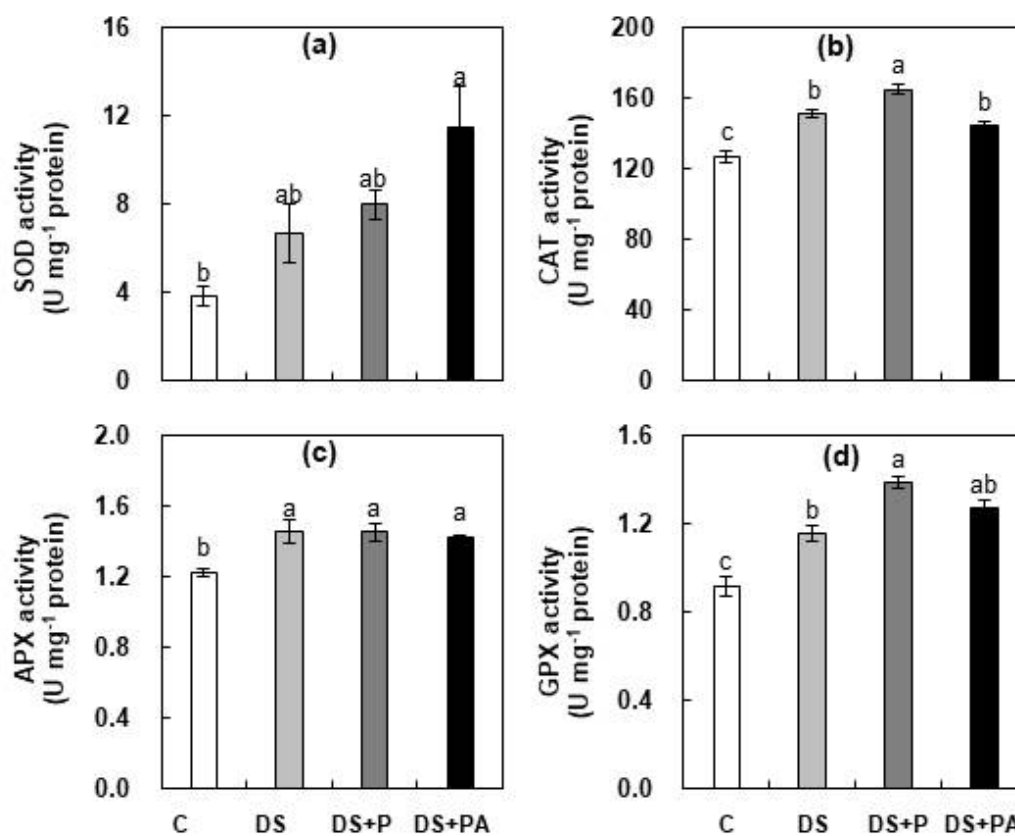 (a)
SOD activity
(U mg⁻¹ protein)
16
12
8
4
0
b
ab
ab
a
(b)
CAT activity
(U mg⁻¹ protein)
200
160
120
80
40
0
c
b
a
b
(c)
APX activity
(U mg⁻¹ protein)
2.0
1.6
1.2
0.8
0.4
0.0
b
a
a
a
C DS DS+P DS+PA
(d)
GPX activity
(U mg⁻¹ protein)
1.6
1.2
0.8
0.4
0.0
c
b
a
ab
C DS DS+P DS+PA